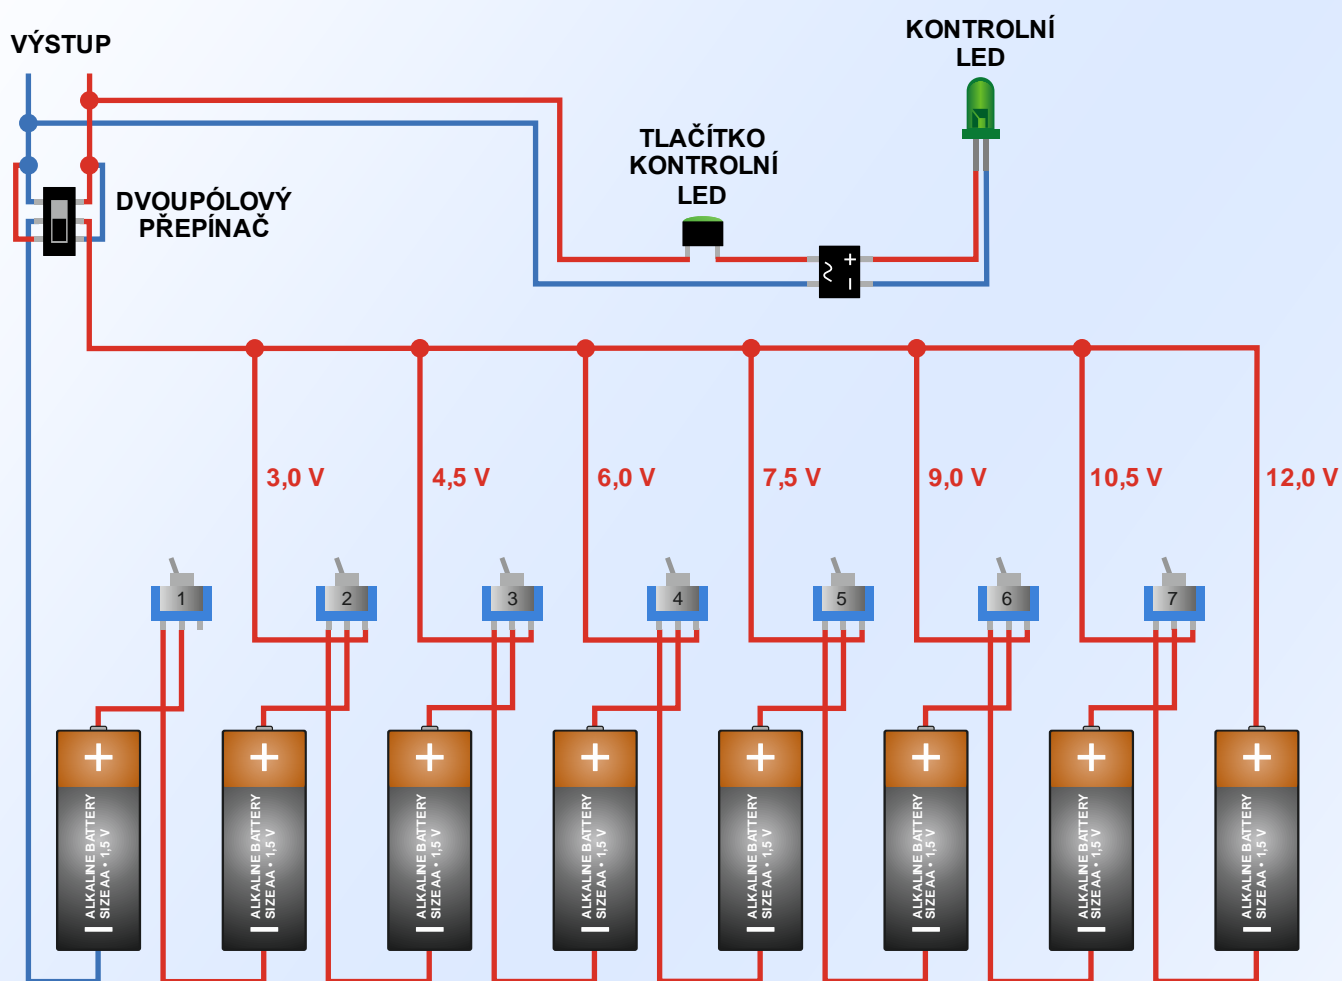 VÝSTUP
KONTROLNÍ
LED
TLAČÍTKO
KONTROLNÍ
LED
DVOUPÓLOVÝ
PŘEPÍNAČ
+
–
3,0 V
4,5 V
6,0 V
7,5 V
9,0 V
10,5 V
12,0 V
1
2
3
4
5
6
7
+
ALKALINE BATTERY
SIZE AA • 1,5 V
–
+
ALKALINE BATTERY
SIZE AA • 1,5 V
–
+
ALKALINE BATTERY
SIZE AA • 1,5 V
–
+
ALKALINE BATTERY
SIZE AA • 1,5 V
–
+
ALKALINE BATTERY
SIZE AA • 1,5 V
–
+
ALKALINE BATTERY
SIZE AA • 1,5 V
–
+
ALKALINE BATTERY
SIZE AA • 1,5 V
–
+
ALKALINE BATTERY
SIZE AA • 1,5 V
–